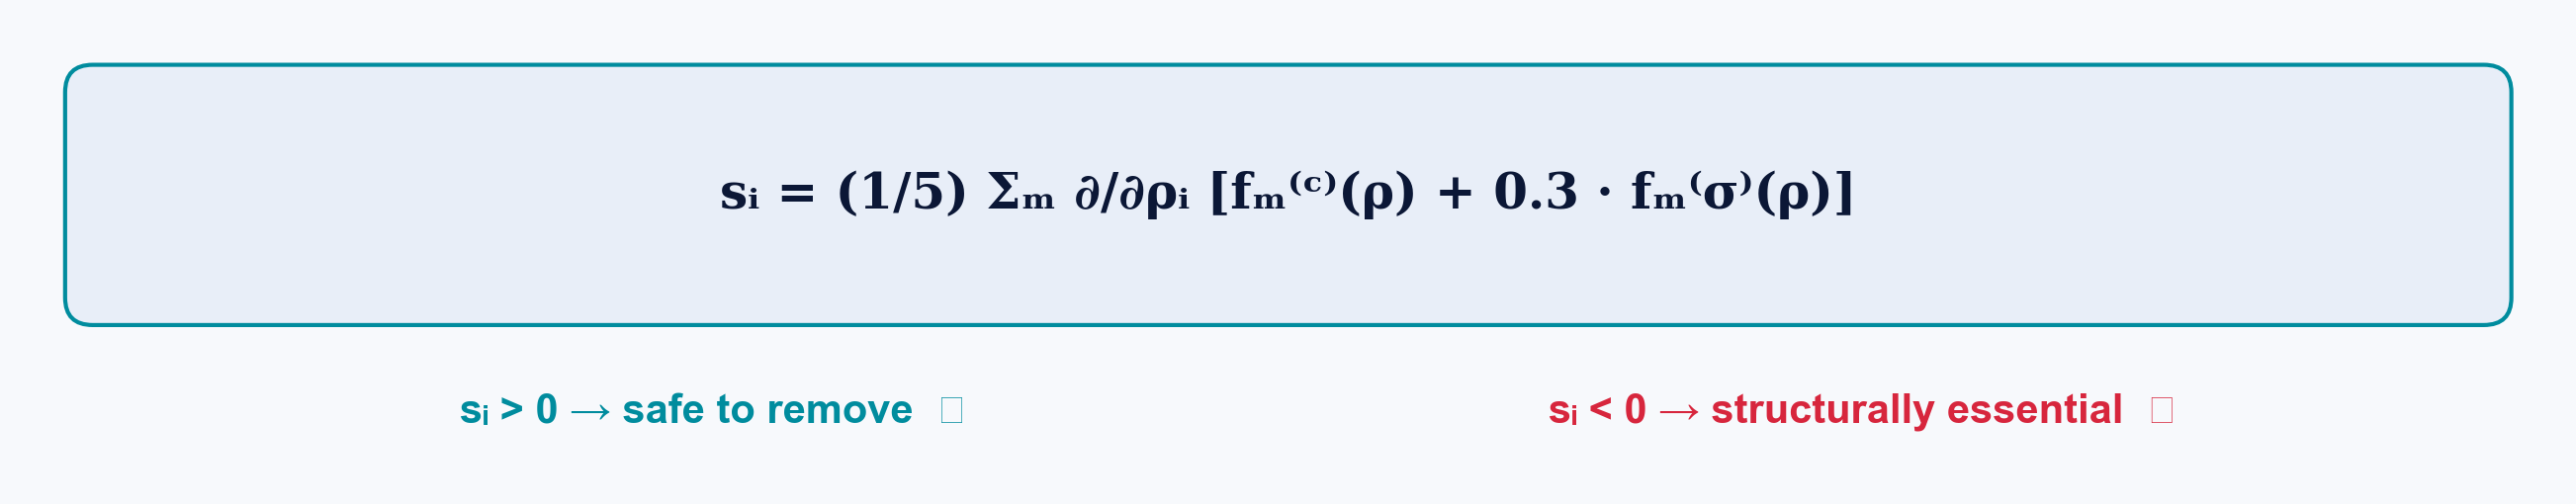 sᵢ = (1/5) Σₘ ∂/∂ρᵢ [fₘ⁽ᶜ⁾(ρ) + 0.3 · fₘ⁽σ⁾(ρ)]
sᵢ > 0 → safe to remove □
sᵢ < 0 → structurally essential □